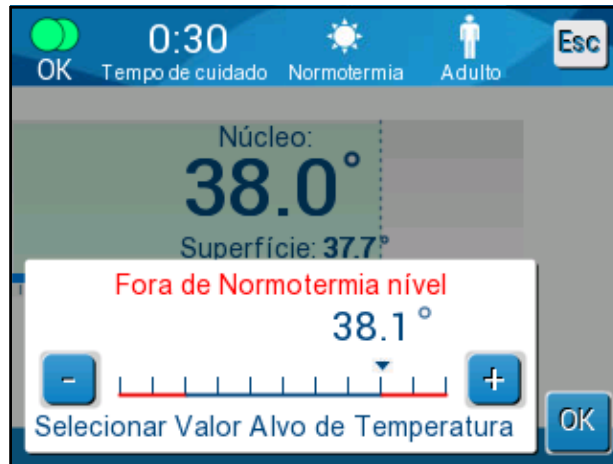 OK
0:30
Tempo de cuidado
Normotermia
Adulto
Esc
Núcleo:
38.0°
Superfície: 37.7°
Fora de Normotermia nível
38.1°
- +
Selecionar Valor Alvo de Temperatura
OK